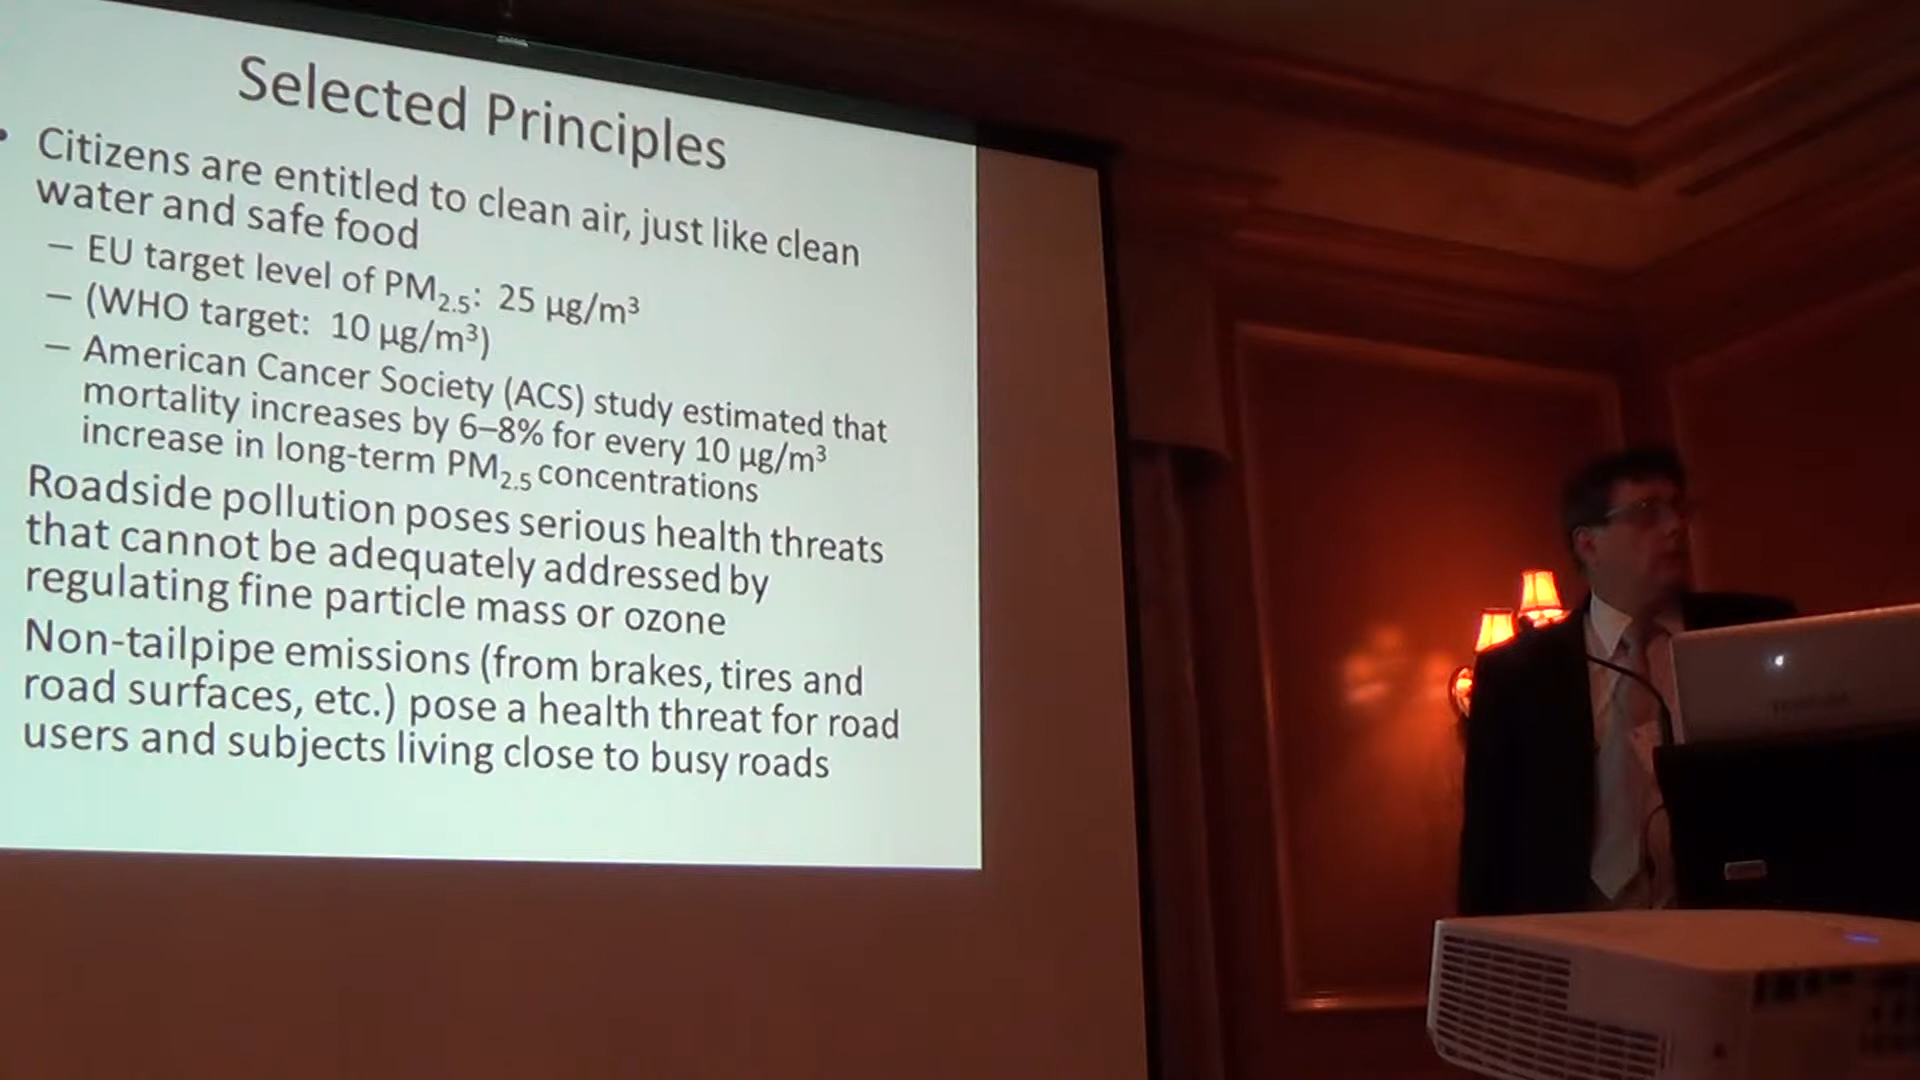 Selected Principles
• Citizens are entitled to clean air, just like clean
water and safe food
– EU target level of PM2.5: 25 µg/m³
– (WHO target: 10 µg/m³)
– American Cancer Society (ACS) study estimated that
mortality increases by 6–8% for every 10 µg/m³
increase in long-term PM2.5 concentrations
Roadside pollution poses serious health threats
that cannot be adequately addressed by
regulating fine particle mass or ozone
Non-tailpipe emissions (from brakes, tires and
road surfaces, etc.) pose a health threat for road
users and subjects living close to busy roads